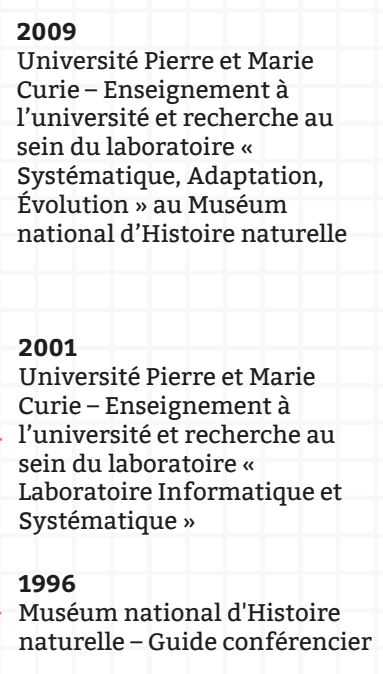 2009
Université Pierre et Marie
Curie – Enseignement à
l’université et recherche au
sein du laboratoire «
Systématique, Adaptation,
Évolution » au Muséum
national d’Histoire naturelle
2001
Université Pierre et Marie
Curie – Enseignement à
l’université et recherche au
sein du laboratoire «
Laboratoire Informatique et
Systématique »
1996
Muséum national d'Histoire
naturelle – Guide conférencier